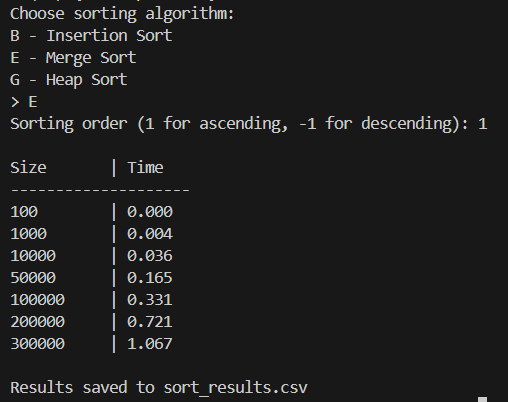 Choose sorting algorithm:
B - Insertion Sort
E - Merge Sort
G - Heap Sort
> E
Sorting order (1 for ascending, -1 for descending): 1
Size | Time
--------------------
100 | 0.000
1000 | 0.004
10000 | 0.036
50000 | 0.165
100000 | 0.331
200000 | 0.721
300000 | 1.067
Results saved to sort_results.csv